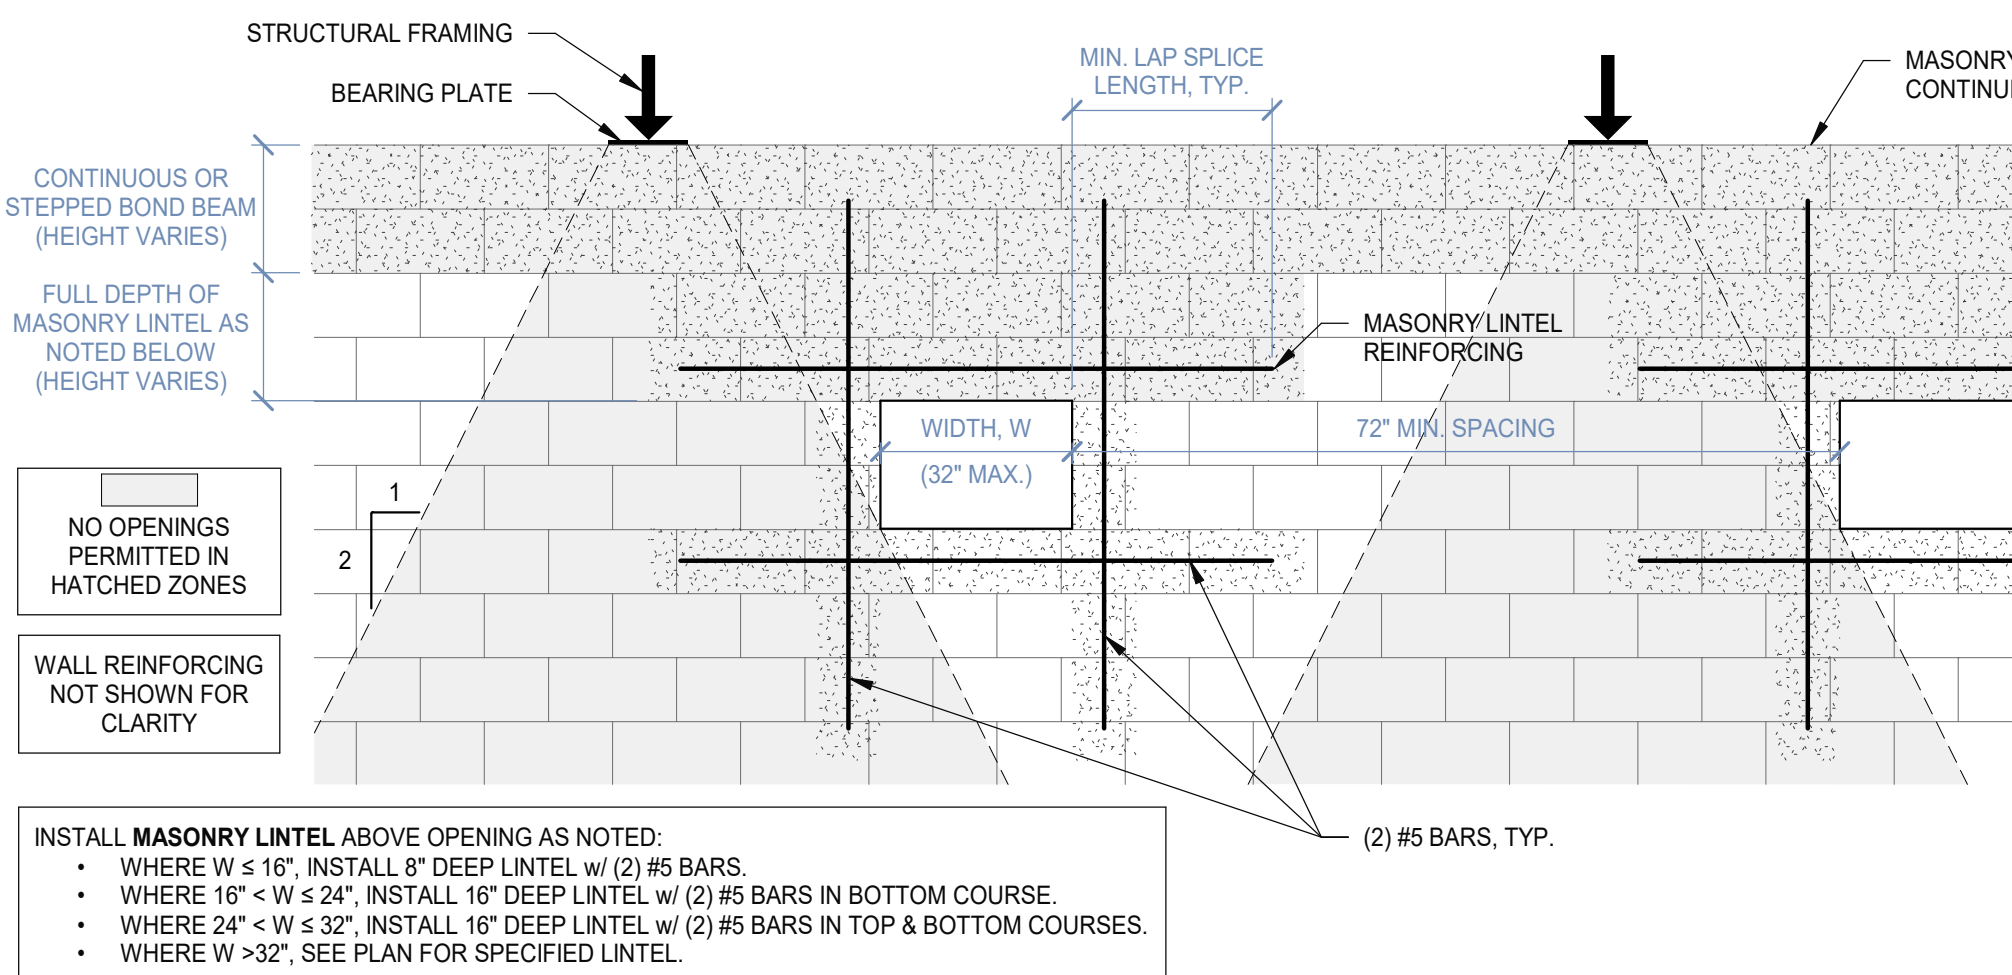 STRUCTURAL FRAMING
BEARING PLATE
MIN. LAP SPLICE
LENGTH, TYP.
MASONRY
CONTINU
CONTINUOUS OR
STEPPED BOND BEAM
(HEIGHT VARIES)
FULL DEPTH OF
MASONRY LINTEL AS
NOTED BELOW
(HEIGHT VARIES)
MASONRY LINTEL
REINFORCING
WIDTH, W
(32" MAX.)
72" MIN. SPACING
1
2
NO OPENINGS
PERMITTED IN
HATCHED ZONES
WALL REINFORCING
NOT SHOWN FOR
CLARITY
(2) #5 BARS, TYP.
INSTALL MASONRY LINTEL ABOVE OPENING AS NOTED:
• WHERE W ≤ 16", INSTALL 8" DEEP LINTEL w/ (2) #5 BARS.
• WHERE 16" < W ≤ 24", INSTALL 16" DEEP LINTEL w/ (2) #5 BARS IN BOTTOM COURSE.
• WHERE 24" < W ≤ 32", INSTALL 16" DEEP LINTEL w/ (2) #5 BARS IN TOP & BOTTOM COURSES.
• WHERE W >32", SEE PLAN FOR SPECIFIED LINTEL.